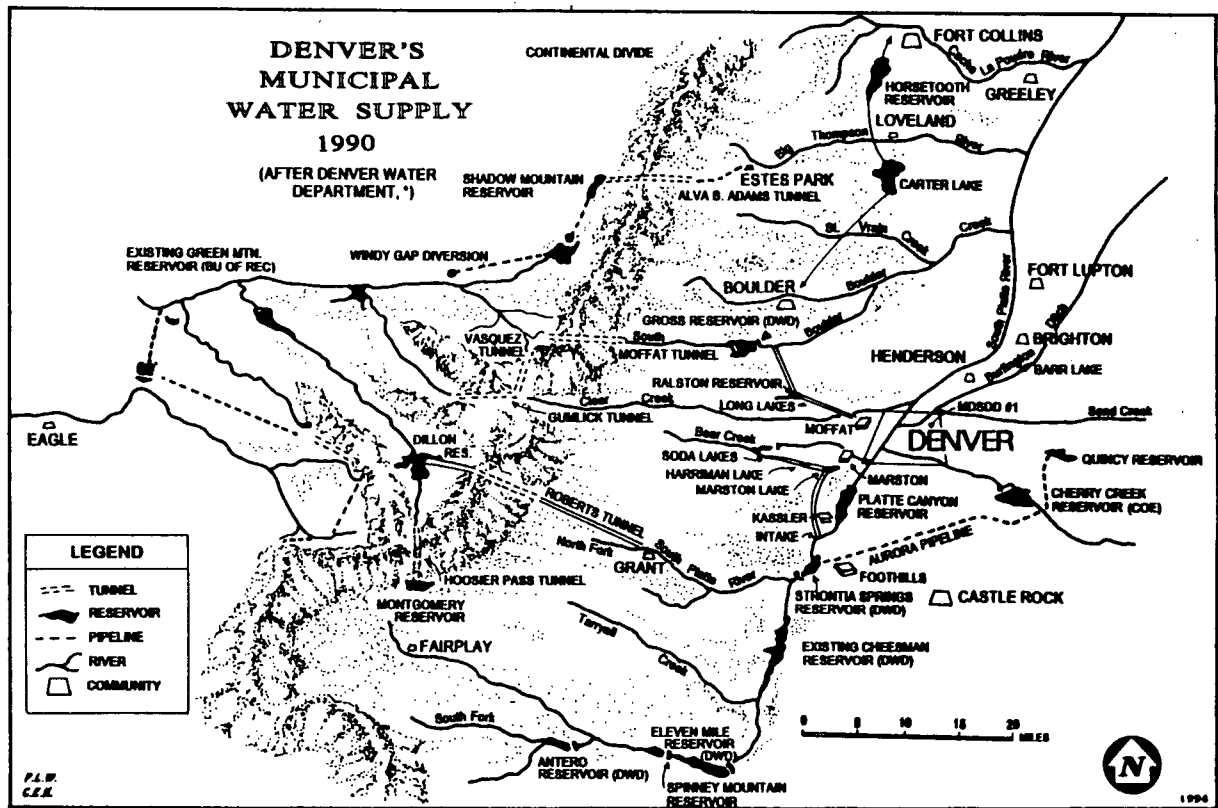 DENVER'S
MUNICIPAL
WATER SUPPLY
1990
(AFTER DENVER WATER
DEPARTMENT, *)
CONTINENTAL DIVIDE
FORT COLLINS
Cache La Poudre River
GREELEY
HORSETOOTH
RESERVOIR
LOVELAND
Big Thompson River
SHADOW MOUNTAIN
RESERVOIR
ESTES PARK
ALVA B. ADAMS TUNNEL
CARTER LAKE
St. Vrain Creek Creek
EXISTING GREEN MTN.
RESERVOIR (BU OF REC)
WINDY GAP DIVERSION
BOULDER
Boulder
South Platte River
FORT LUPTON
GROSS RESERVOIR (DWD)
VASQUEZ
TUNNEL
South Boulder
MOFFAT TUNNEL
HENDERSON
Burlington Ditch
BRIGHTON
BARR LAKE
RALSTON RESERVOIR
LONG LAKES
Clear Creek
GUMLICK TUNNEL
MOFFAT
MDSDD #1
Sand Creek
EAGLE
DILLON
RES.
Bear Creek
DENVER
SODA LAKES
HARRIMAN LAKE
MARSTON LAKE
MARSTON
QUINCY RESERVOIR
PLATTE CANYON
RESERVOIR
CHERRY CREEK
RESERVOIR (COE)
ROBERTS TUNNEL
KASSLER
INTAKE
AURORA PIPELINE
North Fort
GRANT
South Platte River
FOOTHILLS
LEGEND
TUNNEL
RESERVOIR
PIPELINE
RIVER
COMMUNITY
HOOSIER PASS TUNNEL
MONTGOMERY
RESERVOIR
STRONTIA SPRINGS
RESERVOIR (DWD)
CASTLE ROCK
FAIRPLAY
Tarryall Creek
EXISTING CHEESMAN
RESERVOIR (DWD)
South Fork
ELEVEN MILE
RESERVOIR
(DWD)
ANTERO
RESERVOIR (DWD)
SPINNEY MOUNTAIN
RESERVOIR
0 5 10 15 20
MILES
N
P.L.W.
C.E.H.
1994